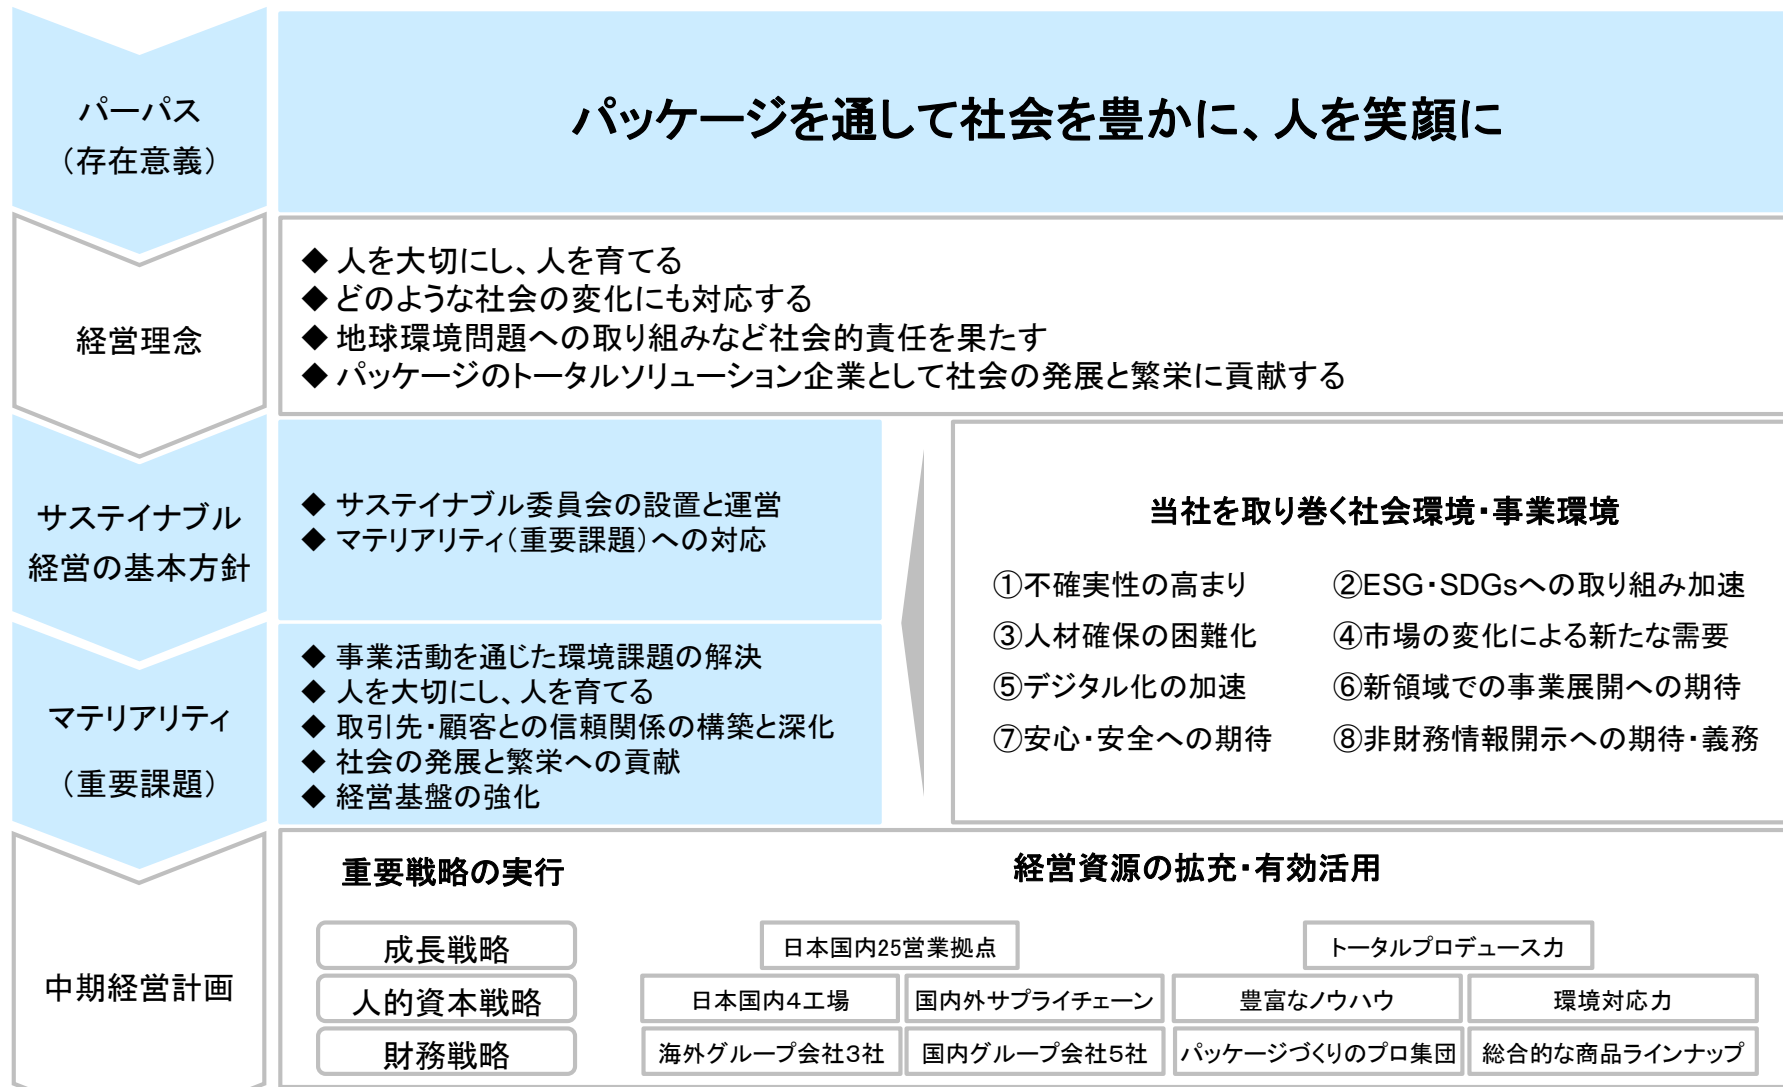 パーパス
（存在意義）
パッケージを通して社会を豊かに、人を笑顔に
経営理念
◆ 人を大切にし、人を育てる
◆ どのような社会の変化にも対応する
◆ 地球環境問題への取り組みなど社会的責任を果たす
◆ パッケージのトータルソリューション企業として社会の発展と繁栄に貢献する
サステイナブル
経営の基本方針
◆ サステイナブル委員会の設置と運営
◆ マテリアリティ（重要課題）への対応
マテリアリティ
（重要課題）
◆ 事業活動を通じた環境課題の解決
◆ 人を大切にし、人を育てる
◆ 取引先・顧客との信頼関係の構築と深化
◆ 社会の発展と繁栄への貢献
◆ 経営基盤の強化
当社を取り巻く社会環境・事業環境
①不確実性の高まり ②ESG・SDGsへの取り組み加速
③人材確保の困難化 ④市場の変化による新たな需要
⑤デジタル化の加速 ⑥新領域での事業展開への期待
⑦安心・安全への期待 ⑧非財務情報開示への期待・義務
中期経営計画
重要戦略の実行
成長戦略
人的資本戦略
財務戦略
経営資源の拡充・有効活用
日本国内25営業拠点 トータルプロデュース力
日本国内４工場 国内外サプライチェーン 豊富なノウハウ 環境対応力
海外グループ会社３社 国内グループ会社５社 パッケージづくりのプロ集団 総合的な商品ラインナップ